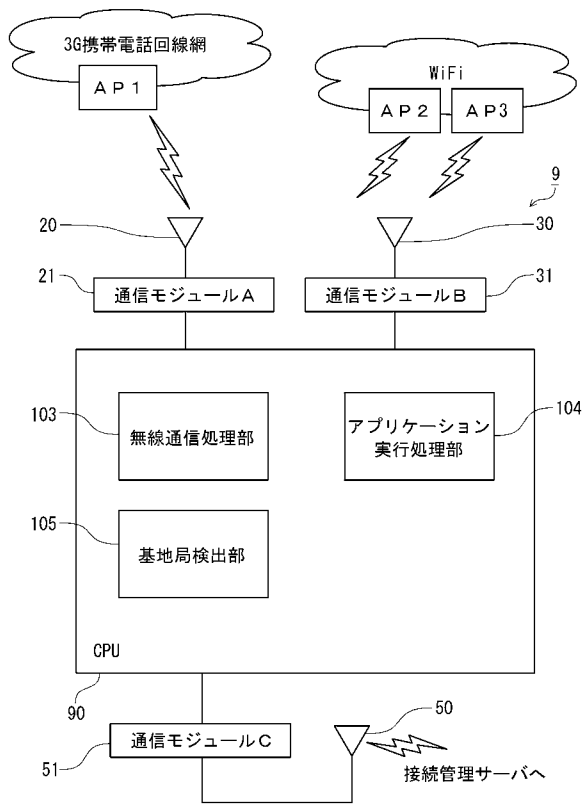 3G携帯電話回線網
AP1
WiFi
AP2
AP3
9
20
30
21
通信モジュールA
通信モジュールB
31
103
無線通信処理部
アプリケーション
実行処理部
104
105
基地局検出部
CPU
90
50
通信モジュールC
51
接続管理サーバへ